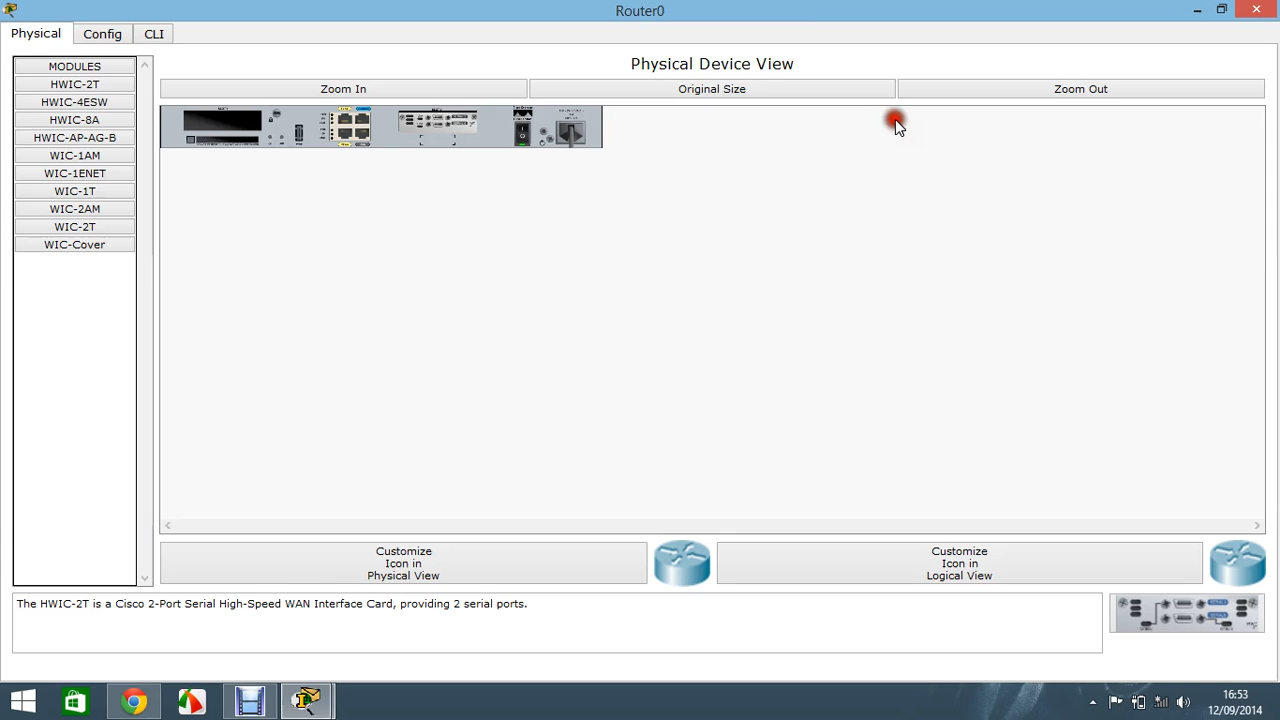 Router0
Physical
Config
CLI
MODULES
HWIC-2T
HWIC-4ESW
HWIC-8A
HWIC-AP-AG-B
WIC-1AM
WIC-1ENET
WIC-1T
WIC-2AM
WIC-2T
WIC-Cover
Physical Device View
Zoom In
Original Size
Zoom Out
Customize
Icon in
Physical View
Customize
Icon in
Logical View
The HWIC-2T is a Cisco 2-Port Serial High-Speed WAN Interface Card, providing 2 serial ports.
16:53
12/09/2014